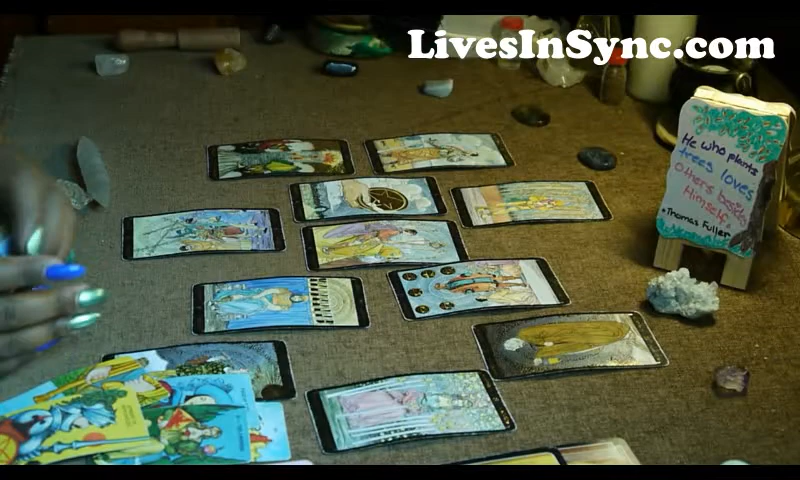 LivesInSync.com
He who plants
trees loves
others besides
Himself
•Thomas Fuller